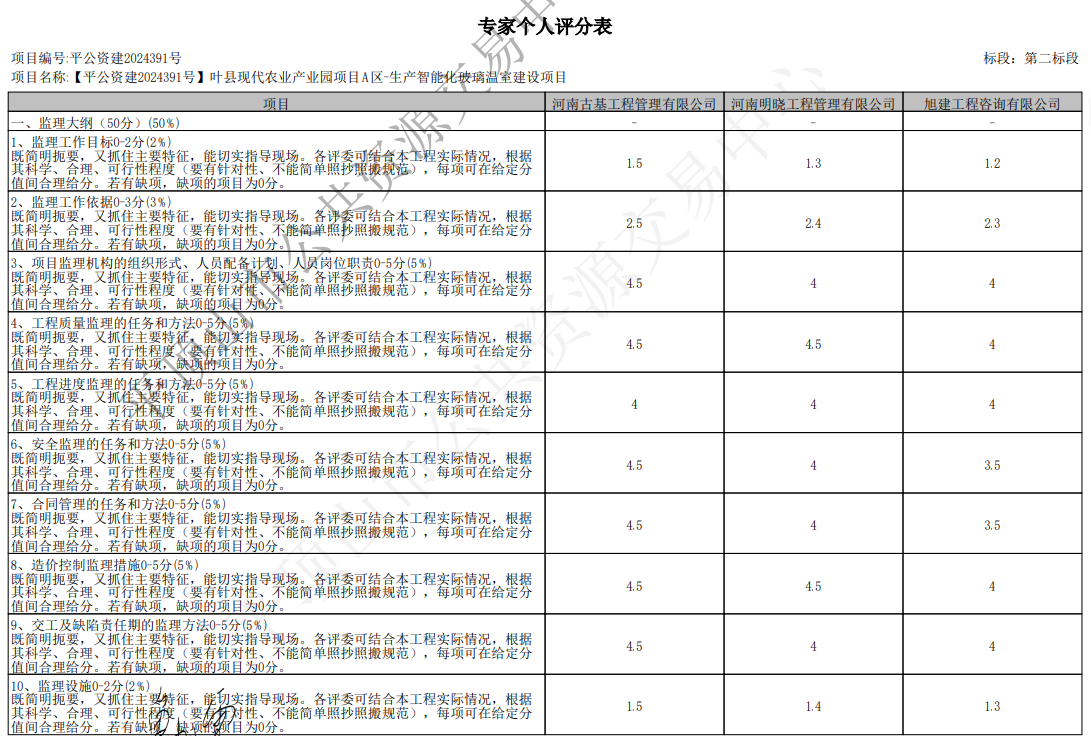 专家个人评分表
项目编号:平公资建2024391号 标段：第二标段
项目名称:【平公资建2024391号】叶县现代农业产业园项目A区-生产智能化玻璃温室建设项目
项目 河南古基工程管理有限公司 河南明晓工程管理有限公司 旭建工程咨询有限公司
一、监理大纲（50分）(50%) - - -
1、监理工作目标0-2分(2%)
既简明扼要，又抓住主要特征，能切实指导现场。各评委可结合本工程实际情况，根据
其科学、合理、可行性程度（要有针对性、不能简单照抄照搬规范），每项可在给定分
值间合理给分。若有缺项，缺项的项目为0分。
1.5 1.3 1.2
2、监理工作依据0-3分(3%)
既简明扼要，又抓住主要特征，能切实指导现场。各评委可结合本工程实际情况，根据
其科学、合理、可行性程度（要有针对性、不能简单照抄照搬规范），每项可在给定分
值间合理给分。若有缺项，缺项的项目为0分。
2.5 2.4 2.3
3、项目监理机构的组织形式、人员配备计划、人员岗位职责0-5分(5%)
既简明扼要，又抓住主要特征，能切实指导现场。各评委可结合本工程实际情况，根据
其科学、合理、可行性程度（要有针对性、不能简单照抄照搬规范），每项可在给定分
值间合理给分。若有缺项，缺项的项目为0分。
4.5 4 4
4、工程质量监理的任务和方法0-5分(5%)
既简明扼要，又抓住主要特征，能切实指导现场。各评委可结合本工程实际情况，根据
其科学、合理、可行性程度（要有针对性、不能简单照抄照搬规范），每项可在给定分
值间合理给分。若有缺项，缺项的项目为0分。
4.5 4.5 4
5、工程进度监理的任务和方法0-5分(5%)
既简明扼要，又抓住主要特征，能切实指导现场。各评委可结合本工程实际情况，根据
其科学、合理、可行性程度（要有针对性、不能简单照抄照搬规范），每项可在给定分
值间合理给分。若有缺项，缺项的项目为0分。
4 4 4
6、安全监理的任务和方法0-5分(5%)
既简明扼要，又抓住主要特征，能切实指导现场。各评委可结合本工程实际情况，根据
其科学、合理、可行性程度（要有针对性、不能简单照抄照搬规范），每项可在给定分
值间合理给分。若有缺项，缺项的项目为0分。
4.5 4 3.5
7、合同管理的任务和方法0-5分(5%)
既简明扼要，又抓住主要特征，能切实指导现场。各评委可结合本工程实际情况，根据
其科学、合理、可行性程度（要有针对性、不能简单照抄照搬规范），每项可在给定分
值间合理给分。若有缺项，缺项的项目为0分。
4.5 4 3.5
8、造价控制监理措施0-5分(5%)
既简明扼要，又抓住主要特征，能切实指导现场。各评委可结合本工程实际情况，根据
其科学、合理、可行性程度（要有针对性、不能简单照抄照搬规范），每项可在给定分
值间合理给分。若有缺项，缺项的项目为0分。
4.5 4.5 4
9、交工及缺陷责任期的监理方法0-5分(5%)
既简明扼要，又抓住主要特征，能切实指导现场。各评委可结合本工程实际情况，根据
其科学、合理、可行性程度（要有针对性、不能简单照抄照搬规范），每项可在给定分
值间合理给分。若有缺项，缺项的项目为0分。
4.5 4 4
10、监理设施0-2分(2%)
既简明扼要，又抓住主要特征，能切实指导现场。各评委可结合本工程实际情况，根据
其科学、合理、可行性程度（要有针对性、不能简单照抄照搬规范），每项可在给定分
值间合理给分。若有缺项，缺项的项目为0分。
1.5 1.4 1.3
平顶山市公共资源交易中
顶山市公共资源交易中心